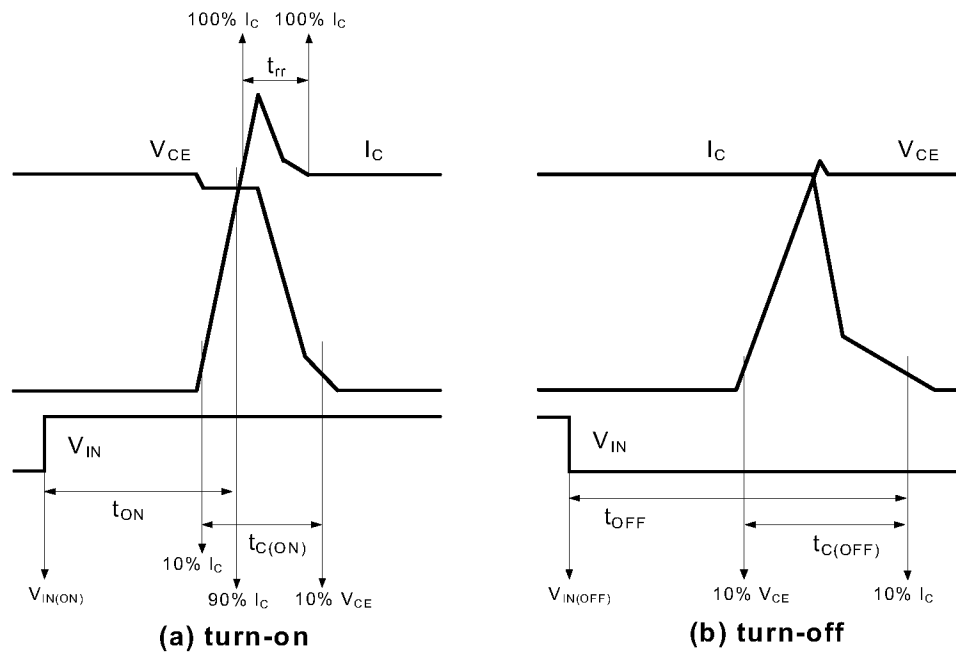 100% IC
100% IC
trr
VCE
IC
IC
VCE
VIN
VIN
tON
tOFF
tC(ON)
tC(OFF)
10% IC
VIN(ON)
90% IC
10% VCE
VIN(OFF)
10% VCE
10% IC
(a) turn-on
(b) turn-off